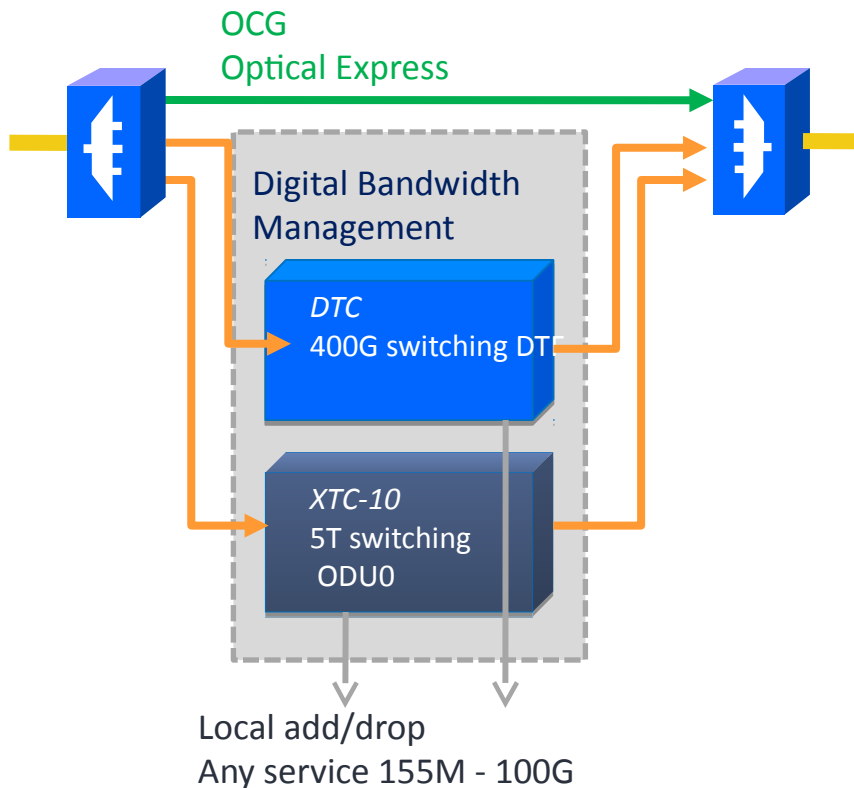 OCG
Optical Express
Digital Bandwidth
Management
DTC
400G switching DTF
XTC-10
5T switching
ODU0
Local add/drop
Any service 155M - 100G